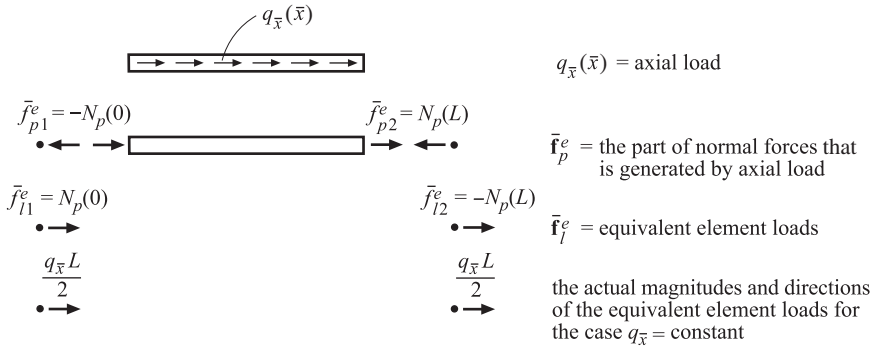 q_x̄(x̄)
q_x̄(x̄) = axial load
f̄^e_p1 = −N_p(0)
f̄^e_p2 = N_p(L)
f̄^e_p = the part of normal forces that
is generated by axial load
f̄^e_l1 = N_p(0)
f̄^e_l2 = −N_p(L)
f̄^e_l = equivalent element loads
q_x̄ L
2
q_x̄ L
2
the actual magnitudes and directions
of the equivalent element loads for
the case q_x̄ = constant